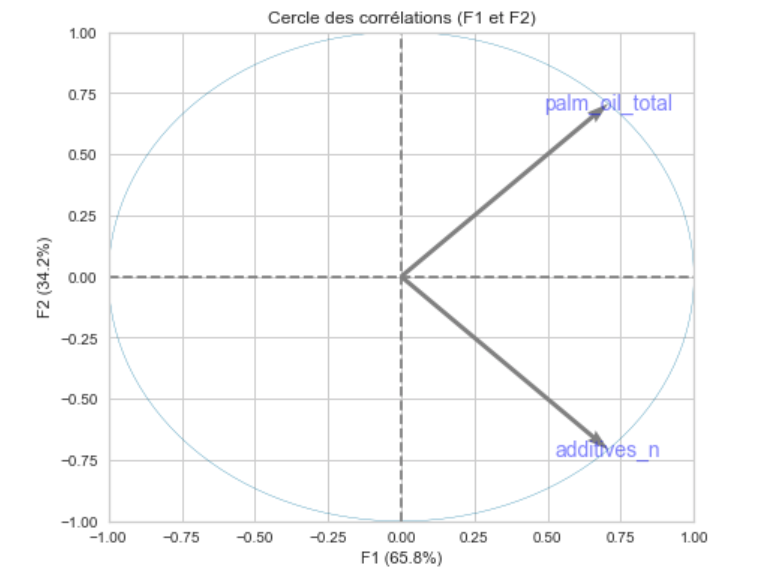 Cercle des corrélations (F1 et F2)
1.00
0.75
0.50
0.25
0.00
−0.25
−0.50
−0.75
−1.00
F2 (34.2%)
palm_oil_total
additives_n
−1.00 −0.75 −0.50 −0.25 0.00 0.25 0.50 0.75 1.00
F1 (65.8%)